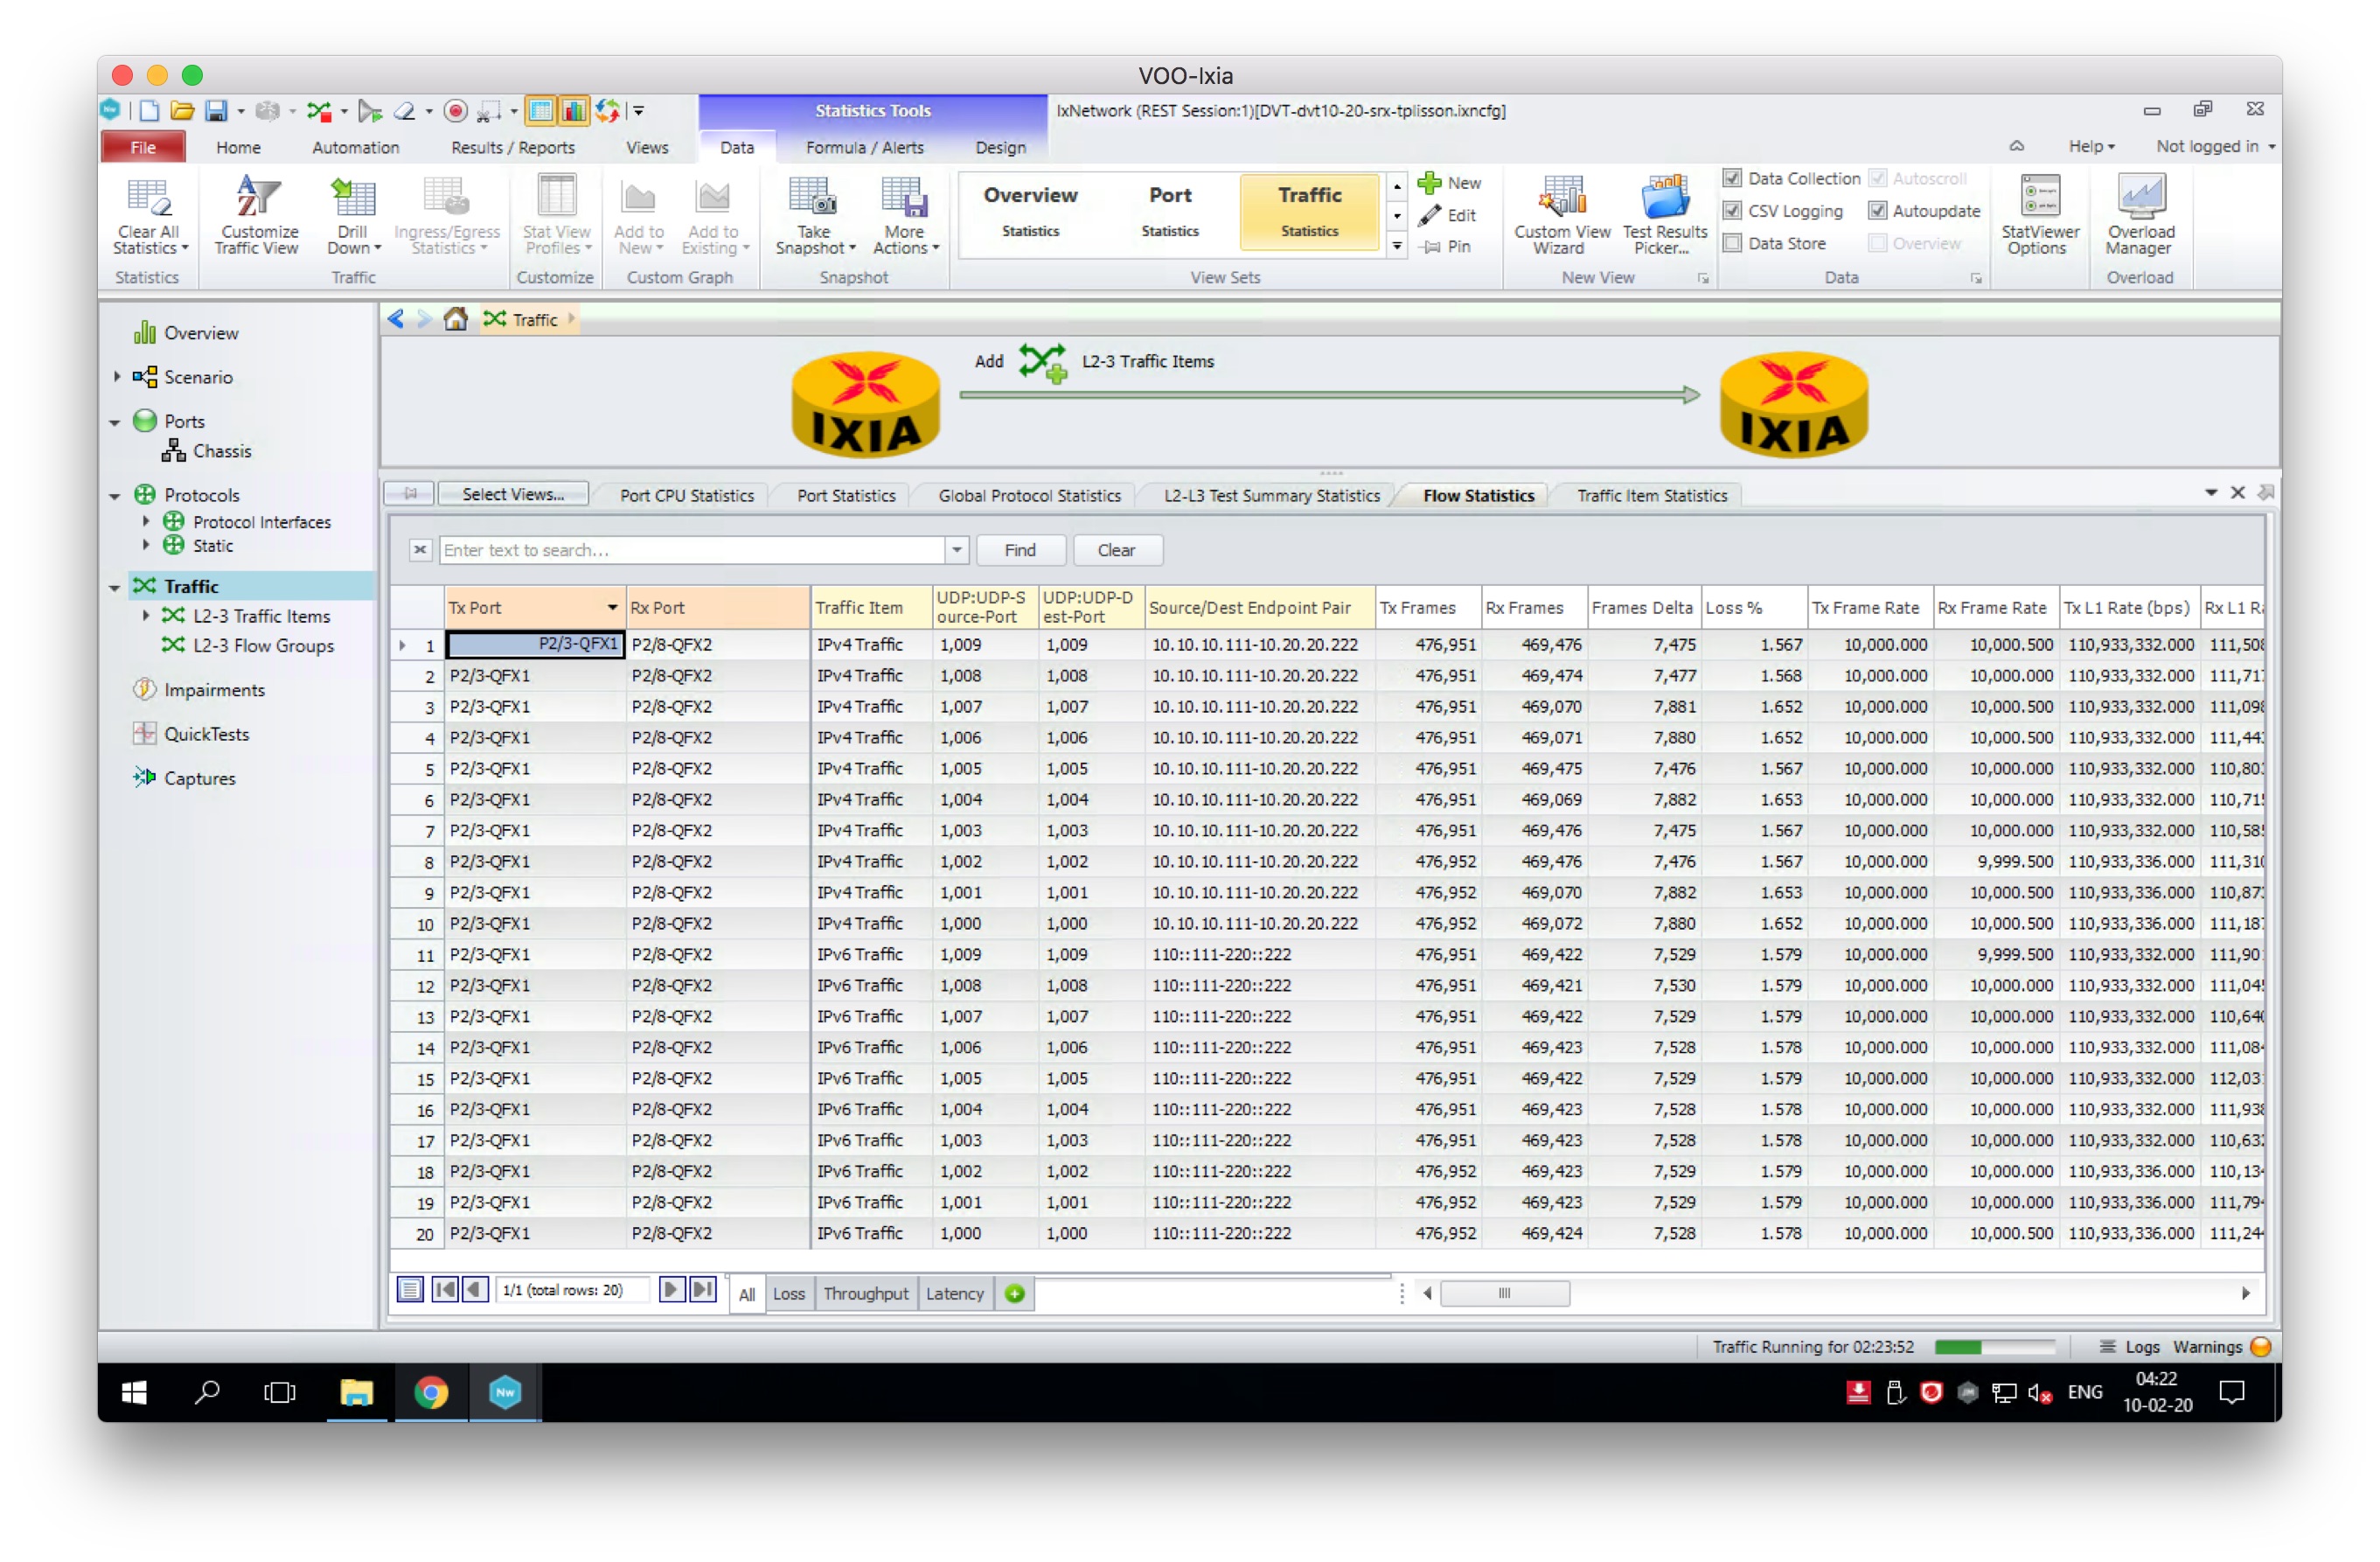 VOO-Ixia
Statistics Tools
IxNetwork (REST Session:1)[DVT-dvt10-20-srx-tplisson.ixncfg]
File Home Automation Results / Reports Views Data Formula / Alerts Design Help Not logged in
Clear All Statistics
Customize Traffic View
Drill Down
Ingress/Egress Statistics
Stat View Profiles
Add to New
Add to Existing
Take Snapshot
More Actions
Overview Statistics
Port Statistics
Traffic Statistics
New
Edit
Pin
Custom View Wizard
Test Results Picker...
Data Collection Autoscroll
CSV Logging Autoupdate
Data Store Overview
StatViewer Options
Overload Manager
Statistics Traffic Customize Custom Graph Snapshot View Sets New View Data Overload
Overview
Scenario
Ports
Chassis
Protocols
Protocol Interfaces
Static
Traffic
L2-3 Traffic Items
L2-3 Flow Groups
Impairments
QuickTests
Captures
Traffic
Add L2-3 Traffic Items
IXIA IXIA
Select Views... Port CPU Statistics Port Statistics Global Protocol Statistics L2-L3 Test Summary Statistics Flow Statistics Traffic Item Statistics
Enter text to search... Find Clear
Tx Port Rx Port Traffic Item UDP:UDP-Source-Port UDP:UDP-Dest-Port Source/Dest Endpoint Pair Tx Frames Rx Frames Frames Delta Loss % Tx Frame Rate Rx Frame Rate Tx L1 Rate (bps) Rx L1 Ra
1 P2/3-QFX1 P2/8-QFX2 IPv4 Traffic 1,009 1,009 10.10.10.111-10.20.20.222 476,951 469,476 7,475 1.567 10,000.000 10,000.500 110,933,332.000 111,508
2 P2/3-QFX1 P2/8-QFX2 IPv4 Traffic 1,008 1,008 10.10.10.111-10.20.20.222 476,951 469,474 7,477 1.568 10,000.000 10,000.000 110,933,332.000 111,717
3 P2/3-QFX1 P2/8-QFX2 IPv4 Traffic 1,007 1,007 10.10.10.111-10.20.20.222 476,951 469,070 7,881 1.652 10,000.000 10,000.500 110,933,332.000 111,098
4 P2/3-QFX1 P2/8-QFX2 IPv4 Traffic 1,006 1,006 10.10.10.111-10.20.20.222 476,951 469,071 7,880 1.652 10,000.000 10,000.500 110,933,332.000 111,44
5 P2/3-QFX1 P2/8-QFX2 IPv4 Traffic 1,005 1,005 10.10.10.111-10.20.20.222 476,951 469,475 7,476 1.567 10,000.000 10,000.500 110,933,332.000 110,80
6 P2/3-QFX1 P2/8-QFX2 IPv4 Traffic 1,004 1,004 10.10.10.111-10.20.20.222 476,951 469,069 7,882 1.653 10,000.000 10,000.000 110,933,332.000 110,71
7 P2/3-QFX1 P2/8-QFX2 IPv4 Traffic 1,003 1,003 10.10.10.111-10.20.20.222 476,951 469,476 7,475 1.567 10,000.000 10,000.500 110,933,332.000 110,58
8 P2/3-QFX1 P2/8-QFX2 IPv4 Traffic 1,002 1,002 10.10.10.111-10.20.20.222 476,952 469,476 7,476 1.567 10,000.000 9,999.500 110,933,336.000 111,310
9 P2/3-QFX1 P2/8-QFX2 IPv4 Traffic 1,001 1,001 10.10.10.111-10.20.20.222 476,952 469,070 7,882 1.653 10,000.000 10,000.500 110,933,336.000 110,87
10 P2/3-QFX1 P2/8-QFX2 IPv4 Traffic 1,000 1,000 10.10.10.111-10.20.20.222 476,952 469,072 7,880 1.652 10,000.000 10,000.500 110,933,336.000 111,18
11 P2/3-QFX1 P2/8-QFX2 IPv6 Traffic 1,009 1,009 110::111-220::222 476,951 469,422 7,529 1.579 10,000.000 9,999.500 110,933,332.000 111,90
12 P2/3-QFX1 P2/8-QFX2 IPv6 Traffic 1,008 1,008 110::111-220::222 476,951 469,421 7,530 1.579 10,000.000 10,000.000 110,933,332.000 111,04
13 P2/3-QFX1 P2/8-QFX2 IPv6 Traffic 1,007 1,007 110::111-220::222 476,951 469,422 7,529 1.579 10,000.000 10,000.000 110,933,332.000 110,640
14 P2/3-QFX1 P2/8-QFX2 IPv6 Traffic 1,006 1,006 110::111-220::222 476,951 469,423 7,528 1.578 10,000.000 10,000.000 110,933,332.000 111,084
15 P2/3-QFX1 P2/8-QFX2 IPv6 Traffic 1,005 1,005 110::111-220::222 476,951 469,422 7,529 1.579 10,000.000 10,000.000 110,933,332.000 112,03
16 P2/3-QFX1 P2/8-QFX2 IPv6 Traffic 1,004 1,004 110::111-220::222 476,951 469,423 7,528 1.578 10,000.000 10,000.000 110,933,332.000 111,938
17 P2/3-QFX1 P2/8-QFX2 IPv6 Traffic 1,003 1,003 110::111-220::222 476,951 469,423 7,528 1.578 10,000.000 10,000.000 110,933,332.000 110,63
18 P2/3-QFX1 P2/8-QFX2 IPv6 Traffic 1,002 1,002 110::111-220::222 476,952 469,423 7,529 1.579 10,000.000 10,000.000 110,933,336.000 110,134
19 P2/3-QFX1 P2/8-QFX2 IPv6 Traffic 1,001 1,001 110::111-220::222 476,952 469,423 7,529 1.579 10,000.000 10,000.000 110,933,336.000 111,794
20 P2/3-QFX1 P2/8-QFX2 IPv6 Traffic 1,000 1,000 110::111-220::222 476,952 469,424 7,528 1.578 10,000.000 10,000.500 110,933,336.000 111,244
1/1 (total rows: 20) All Loss Throughput Latency
Traffic Running for 02:23:52 Logs Warnings
Nw ENG 04:22
10-02-20